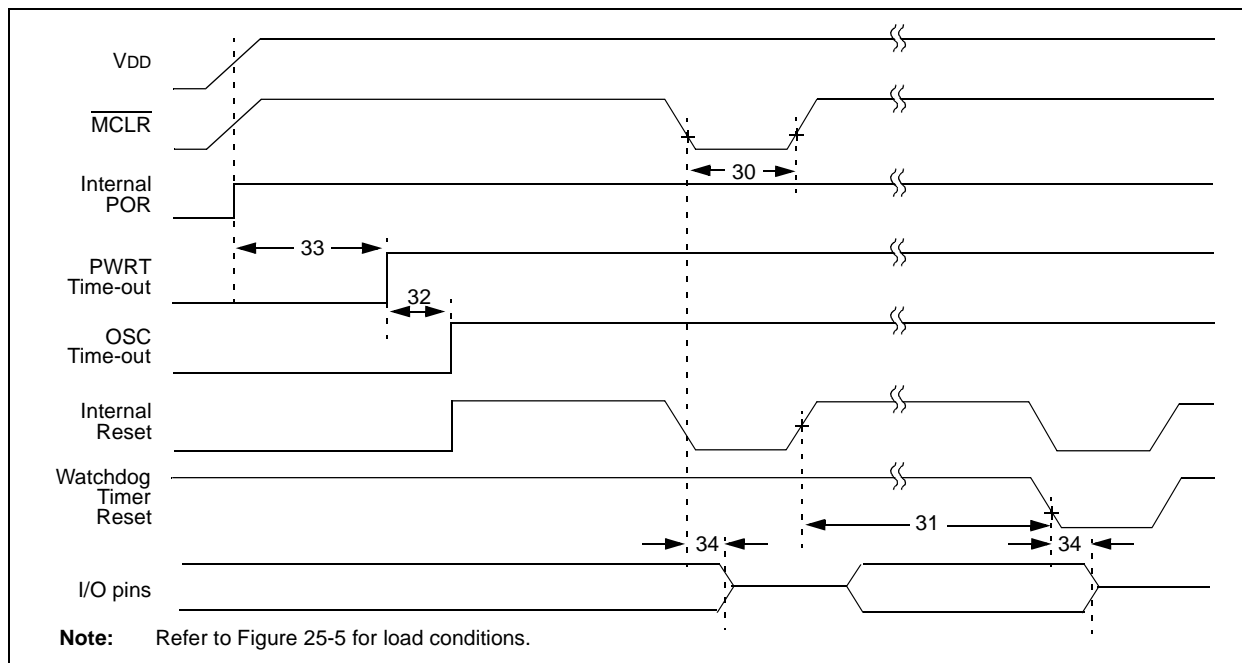 VDD
MCLR
30
Internal
POR
33
PWRT
Time-out
32
OSC
Time-out
Internal
Reset
Watchdog
Timer
Reset
31
34
34
I/O pins
Note: Refer to Figure 25-5 for load conditions.